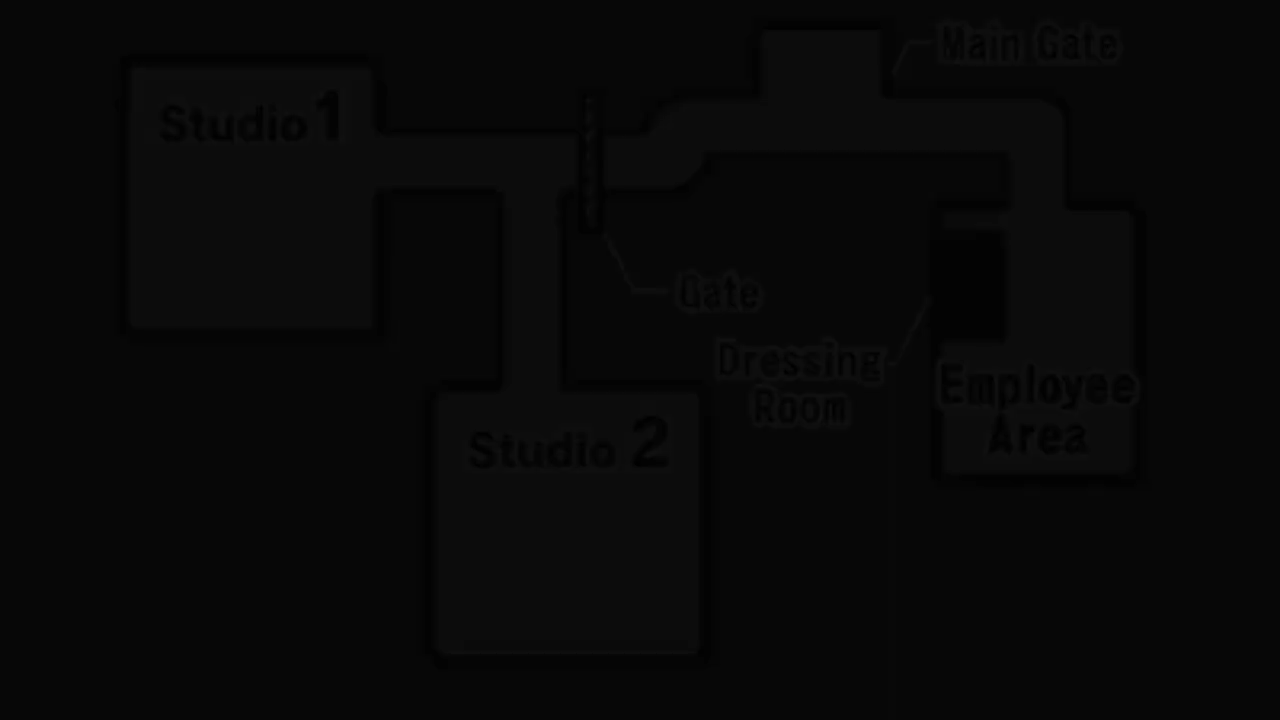 Main Gate
Studio 1
Gate
Dressing
Room
Employee
Area
Studio 2